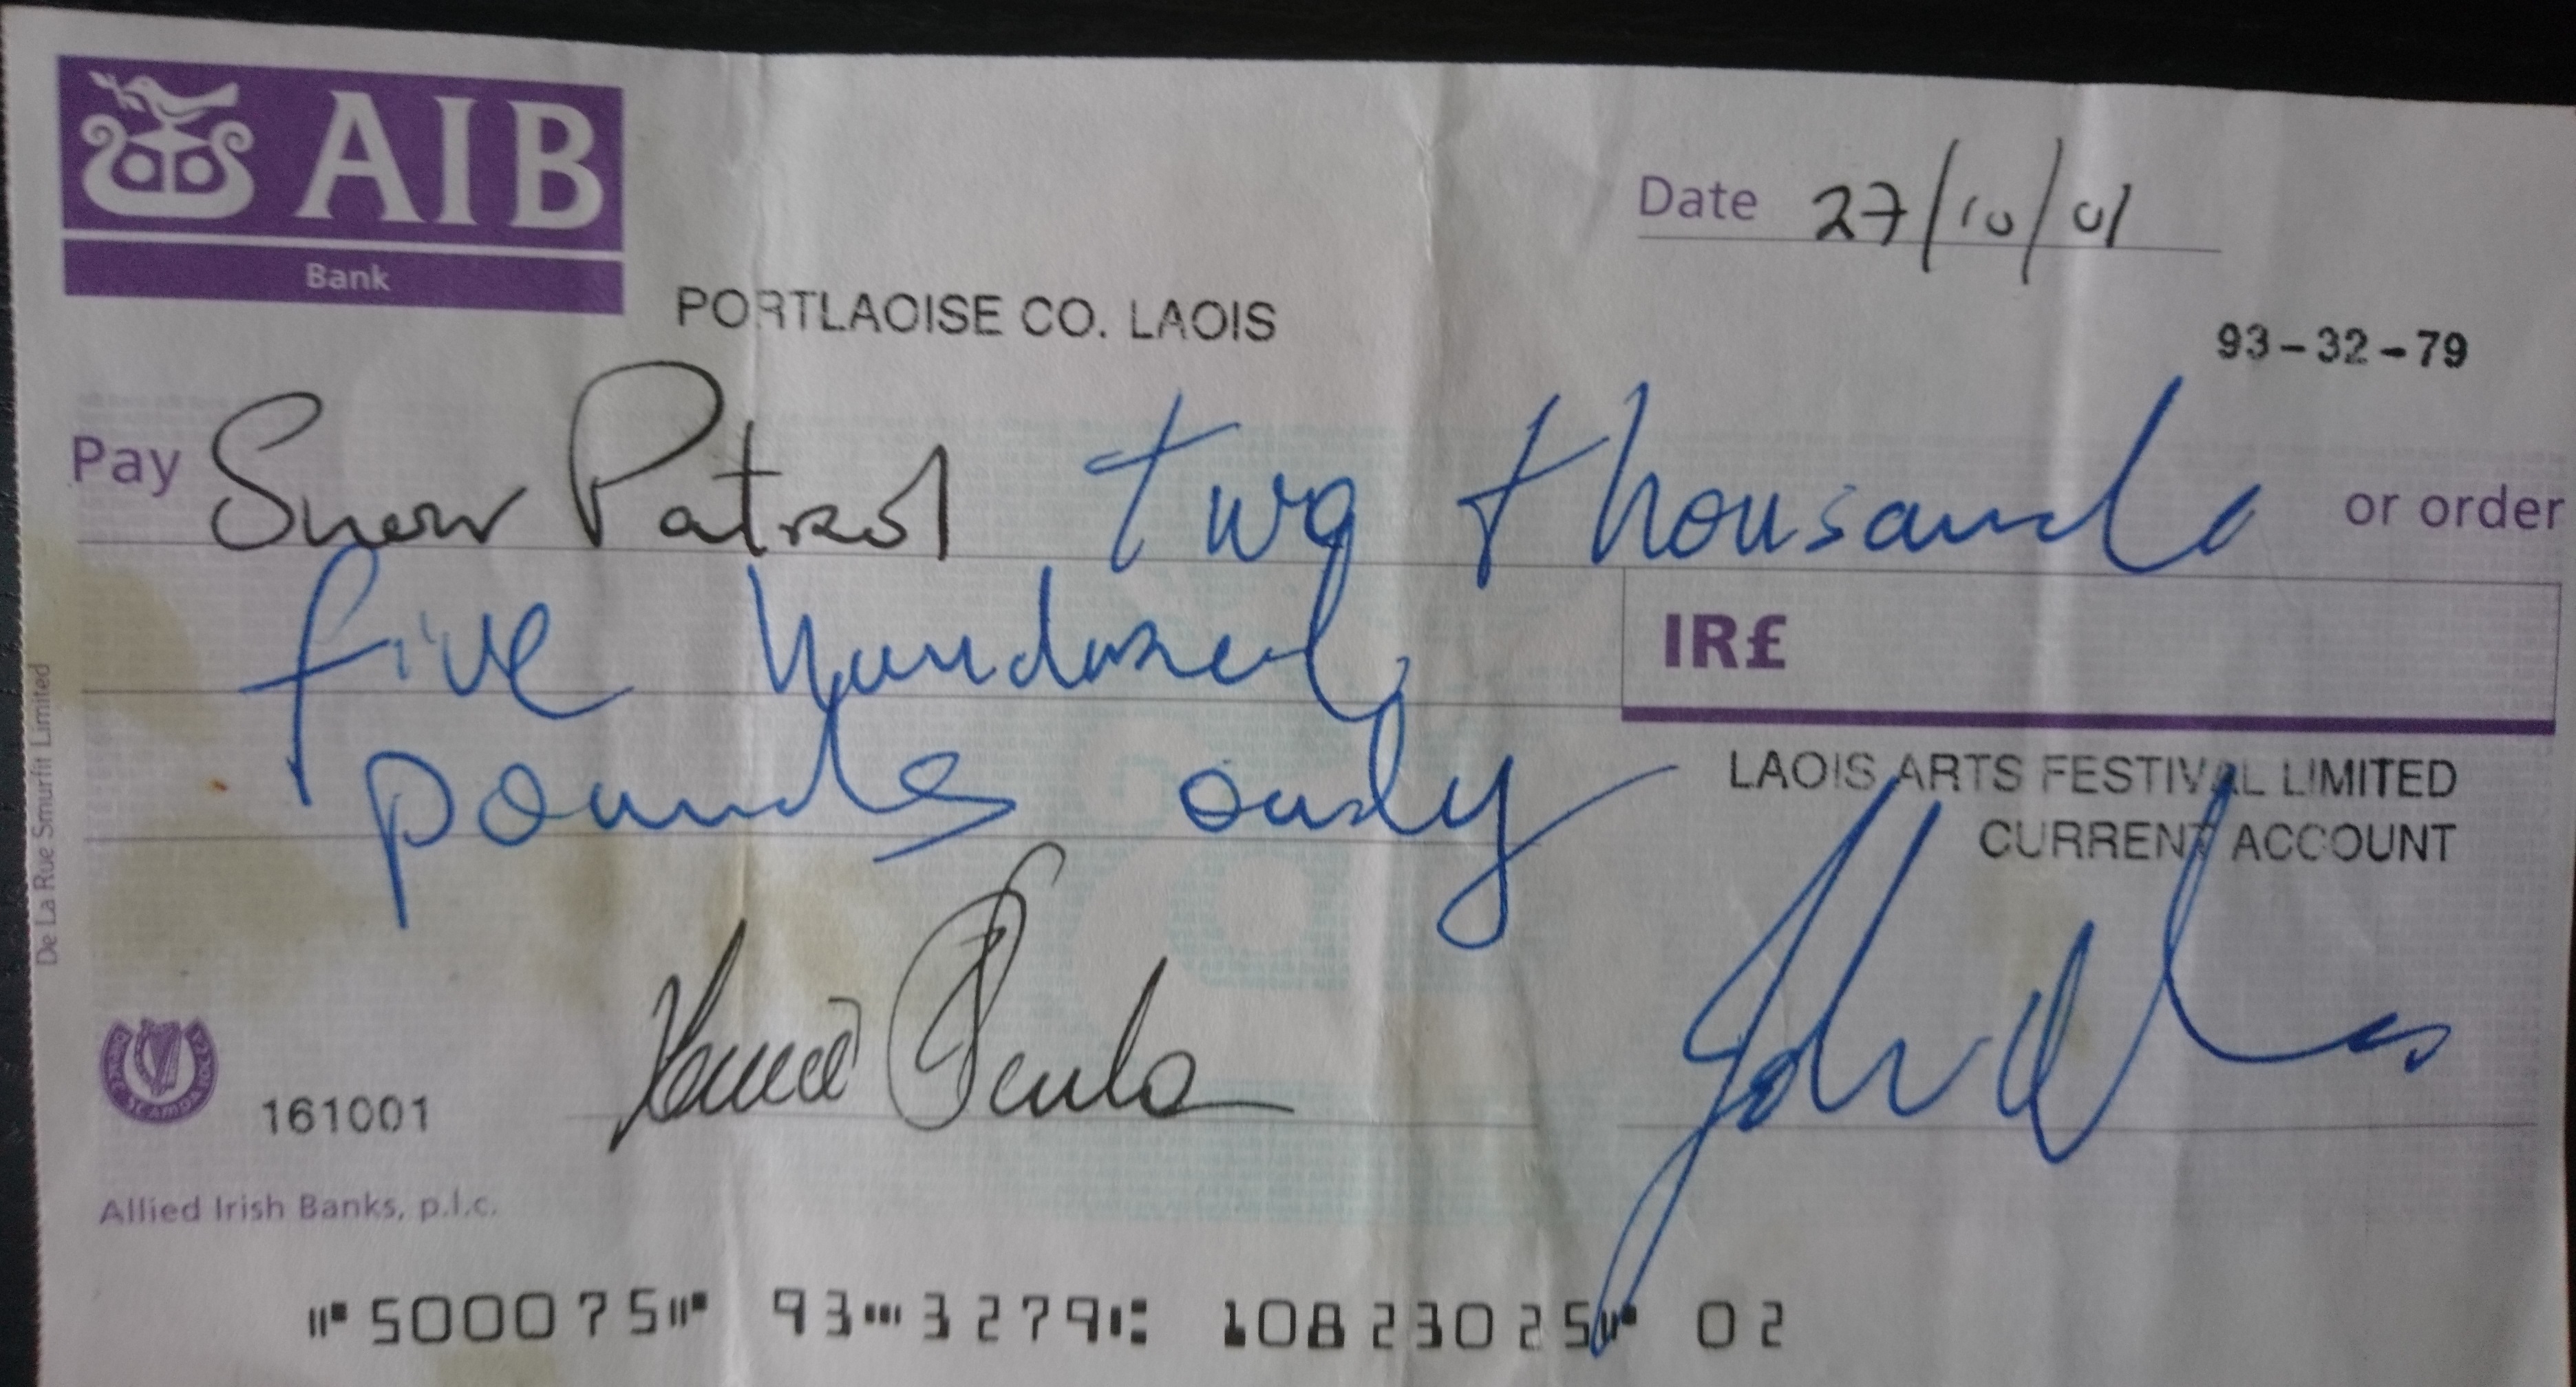 AIB
Bank
Date 27/10/01
PORTLAOISE CO. LAOIS
93-32-79
Pay Snow Patrol two thousand or order
five hundred
IR£
pounds only
LAOIS ARTS FESTIVAL LIMITED
CURRENT ACCOUNT
De La Rue Smurfit Limited
161001
Allied Irish Banks, p.l.c.
500075 93 3279 10823025 02